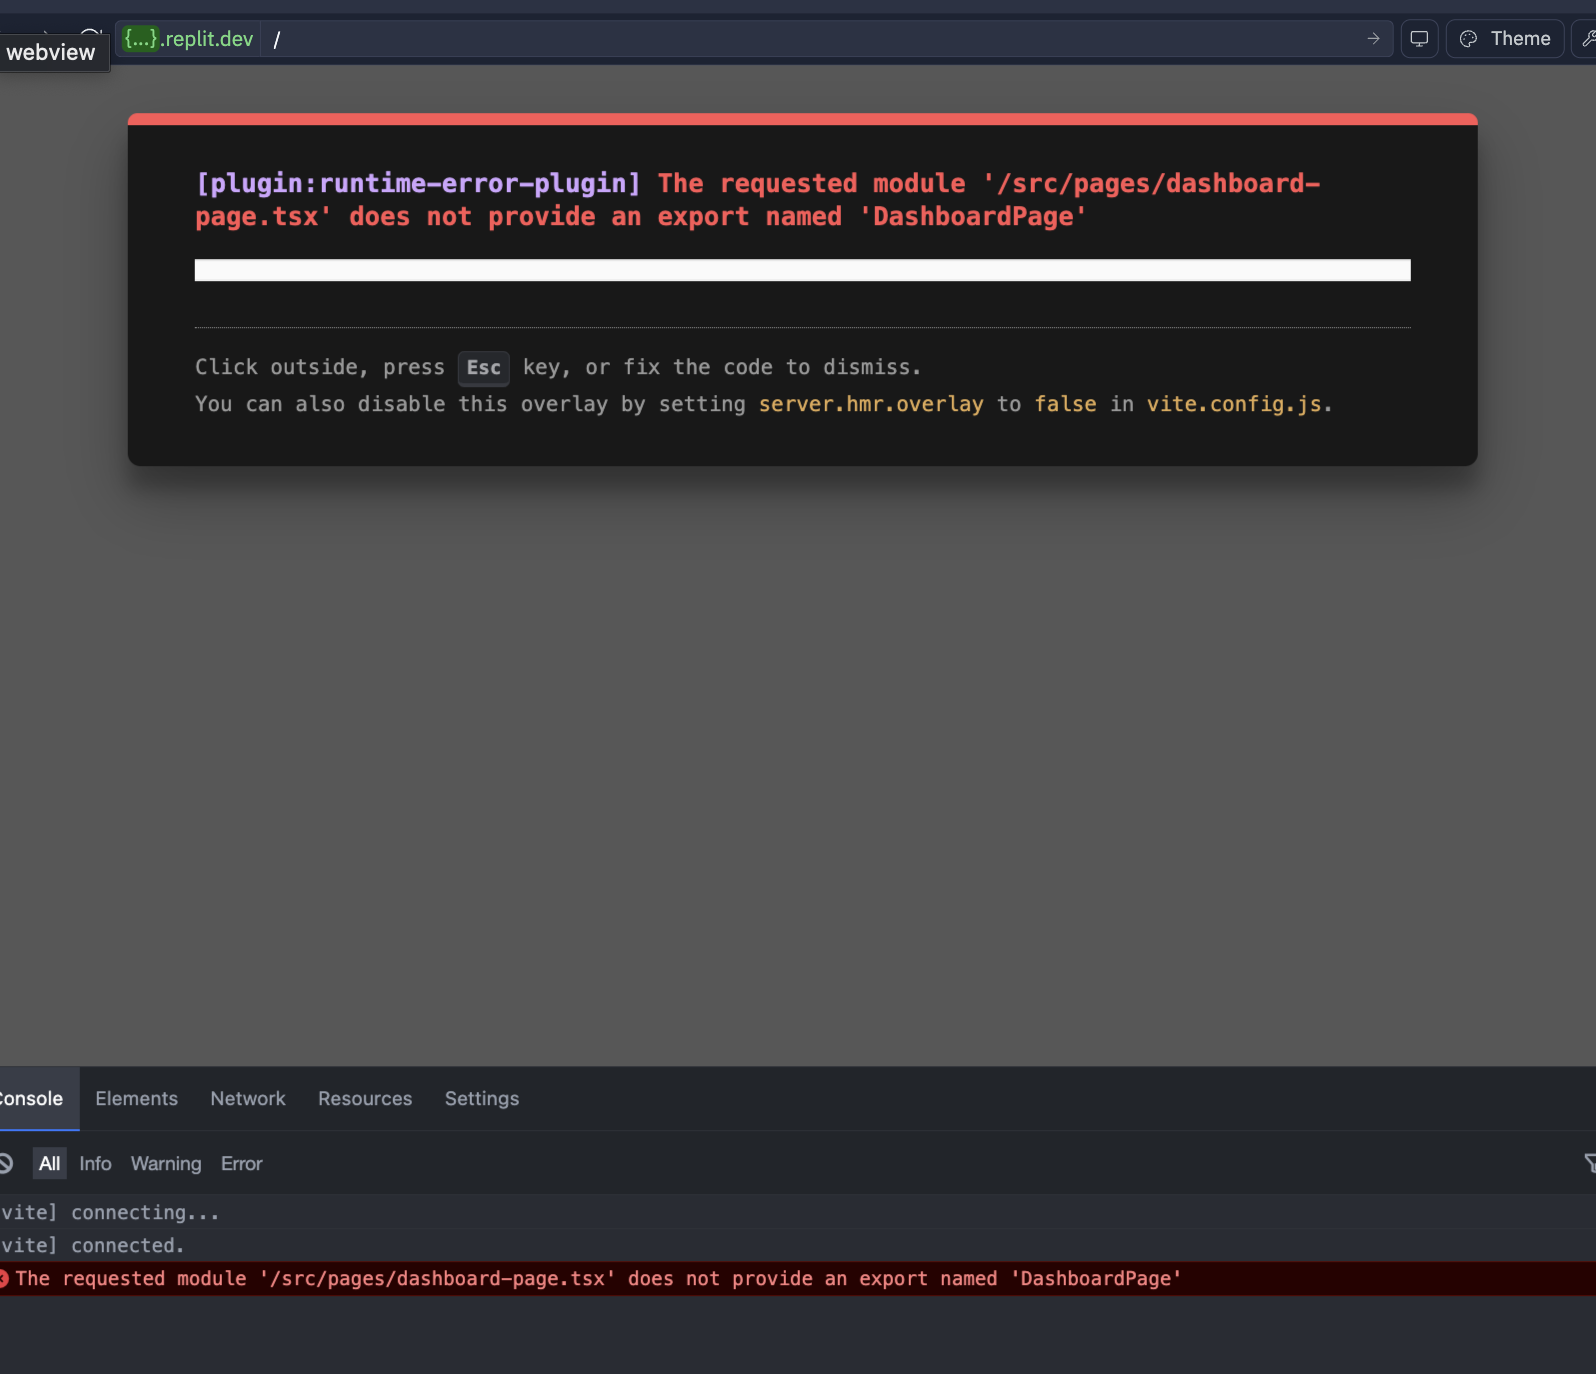 {...}.replit.dev /
Theme
webview
[plugin:runtime-error-plugin] The requested module '/src/pages/dashboard-
page.tsx' does not provide an export named 'DashboardPage'
Click outside, press Esc key, or fix the code to dismiss.
You can also disable this overlay by setting server.hmr.overlay to false in vite.config.js.
Console Elements Network Resources Settings
All Info Warning Error
vite] connecting...
vite] connected.
The requested module '/src/pages/dashboard-page.tsx' does not provide an export named 'DashboardPage'